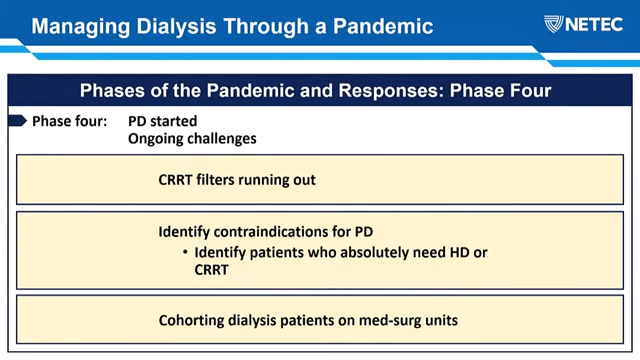 Managing Dialysis Through a Pandemic
NETEC
Phases of the Pandemic and Responses: Phase Four
Phase four: PD started
Ongoing challenges
CRRT filters running out
Identify contraindications for PD
• Identify patients who absolutely need HD or
CRRT
Cohorting dialysis patients on med-surg units